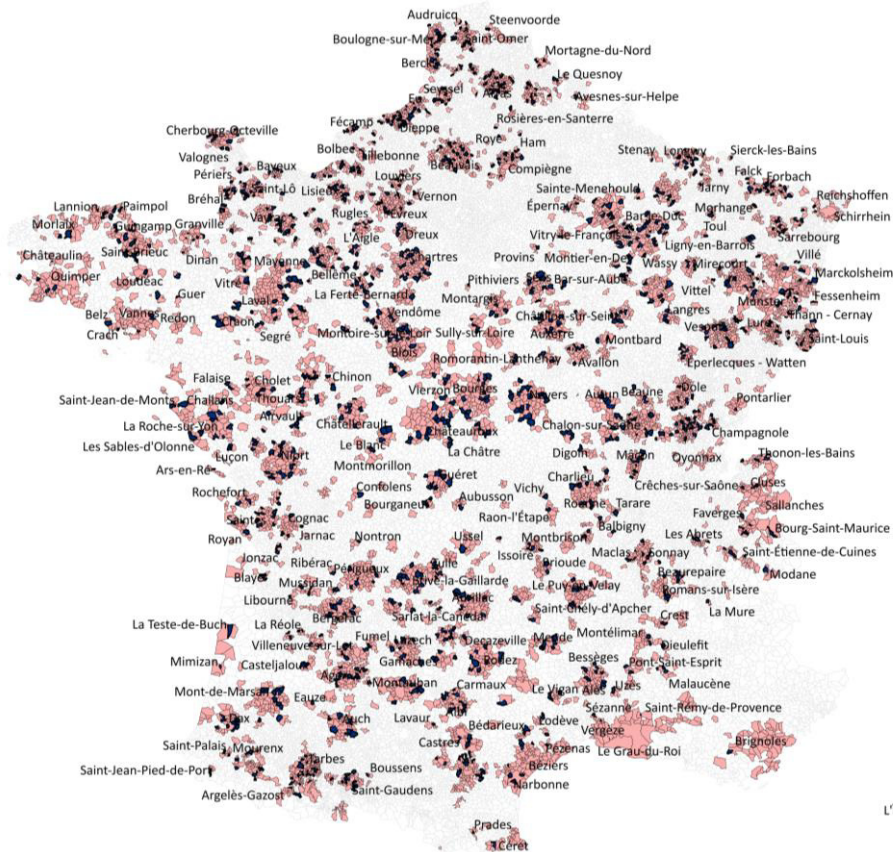 Audruicq
Steenvoorde
Boulogne-sur-Mer
Saint-Omer
Mortagne-du-Nord
Berck
Le Quesnoy
Avesnes-sur-Helpe
Rosières-en-Santerre
Fécamp
Dieppe
Cherbourg-Octeville
Roye
Ham
Bolbec
Lillebonne
Beauvais
Stenay
Longwy
Sierck-les-Bains
Valognes
Bayeux
Louviers
Compiègne
Falck
Forbach
Périers
Saint-Lô
Lisieux
Vernon
Sainte-Menehould
Jarny
Reichshoffen
Lannion
Paimpol
Bréhal
Évreux
Épernay
Morhange
Schirrhein
Morlaix
Guingamp
Granville
Rugles
Bar-le-Duc
Toul
L'Aigle
Dreux
Vitry-le-François
Sarrebourg
Saint-Brieuc
Ligny-en-Barrois
Châteaulin
Dinan
Mayenne
Chartres
Provins
Montier-en-Der
Wassy
Mirecourt
Villé
Quimper
Loudéac
Bellême
Pithiviers
Sens
Bar-sur-Aube
Marckolsheim
Guer
Vitré
La Ferté-Bernard
Montargis
Vittel
Munster
Fessenheim
Belz
Vannes
Redon
Laval
Vendôme
Châtillon-sur-Seine
Langres
Thann - Cernay
Crach
Segré
Montoire-sur-le-Loir
Sully-sur-Loire
Auxerre
Vesoul
Lure
Saint-Louis
Blois
Montbard
Romorantin-Lanthenay
Avallon
Éperlecques - Watten
Falaise
Cholet
Chinon
Vierzon
Bourges
Dole
Saint-Jean-de-Monts
Challans
Thouars
Nevers
Autun
Beaune
Pontarlier
La Roche-sur-Yon
Airvault
Châtellerault
Châteauroux
Chalon-sur-Saône
Champagnole
Les Sables-d'Olonne
Le Blanc
La Châtre
Luçon
Niort
Digoin
Mâcon
Oyonnax
Thonon-les-Bains
Ars-en-Ré
Montmorillon
Guéret
Charlieu
Crêches-sur-Saône
Cluses
Rochefort
Confolens
Vichy
Sallanches
Bourganeuf
Aubusson
Roanne
Tarare
Faverges
Saintes
Cognac
Raon-l'Étape
Balbigny
Bourg-Saint-Maurice
Royan
Jarnac
Nontron
Ussel
Montbrison
Les Abrets
Jonzac
Ribérac
Issoire
Brioude
Maclas
Sonnay
Saint-Étienne-de-Cuines
Blaye
Périgueux
Tulle
Beaurepaire
Modane
Mussidan
Brive-la-Gaillarde
Le Puy-en-Velay
Romans-sur-Isère
Libourne
Aurillac
Saint-Chély-d'Apcher
La Mure
Bergerac
Sarlat-la-Canéda
Crest
La Teste-de-Buch
La Réole
Montélimar
Fumel
Luzech
Decazeville
Mende
Dieulefit
Villeneuve-sur-Lot
Mimizan
Casteljaloux
Gamaches
Rodez
Bessèges
Pont-Saint-Esprit
Agen
Malaucène
Mont-de-Marsan
Montauban
Carmaux
Le Vigan
Alès
Uzès
Eauze
Albi
Sézanne
Saint-Rémy-de-Provence
Dax
Auch
Lavaur
Bédarieux
Lodève
Vergèze
Saint-Palais
Mourenx
Castres
Pézenas
Le Grau-du-Roi
Brignoles
Saint-Jean-Pied-de-Port
Tarbes
Boussens
Béziers
Argelès-Gazost
Saint-Gaudens
Narbonne
L'
Prades
Céret